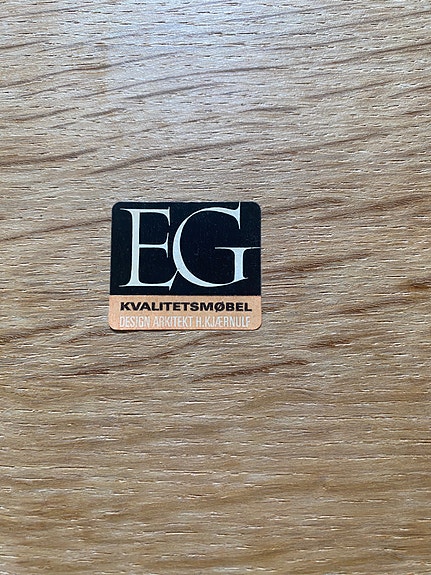 EG
KVALITETSMØBEL
DESIGN ARKITEKT H.KJÆRNULF